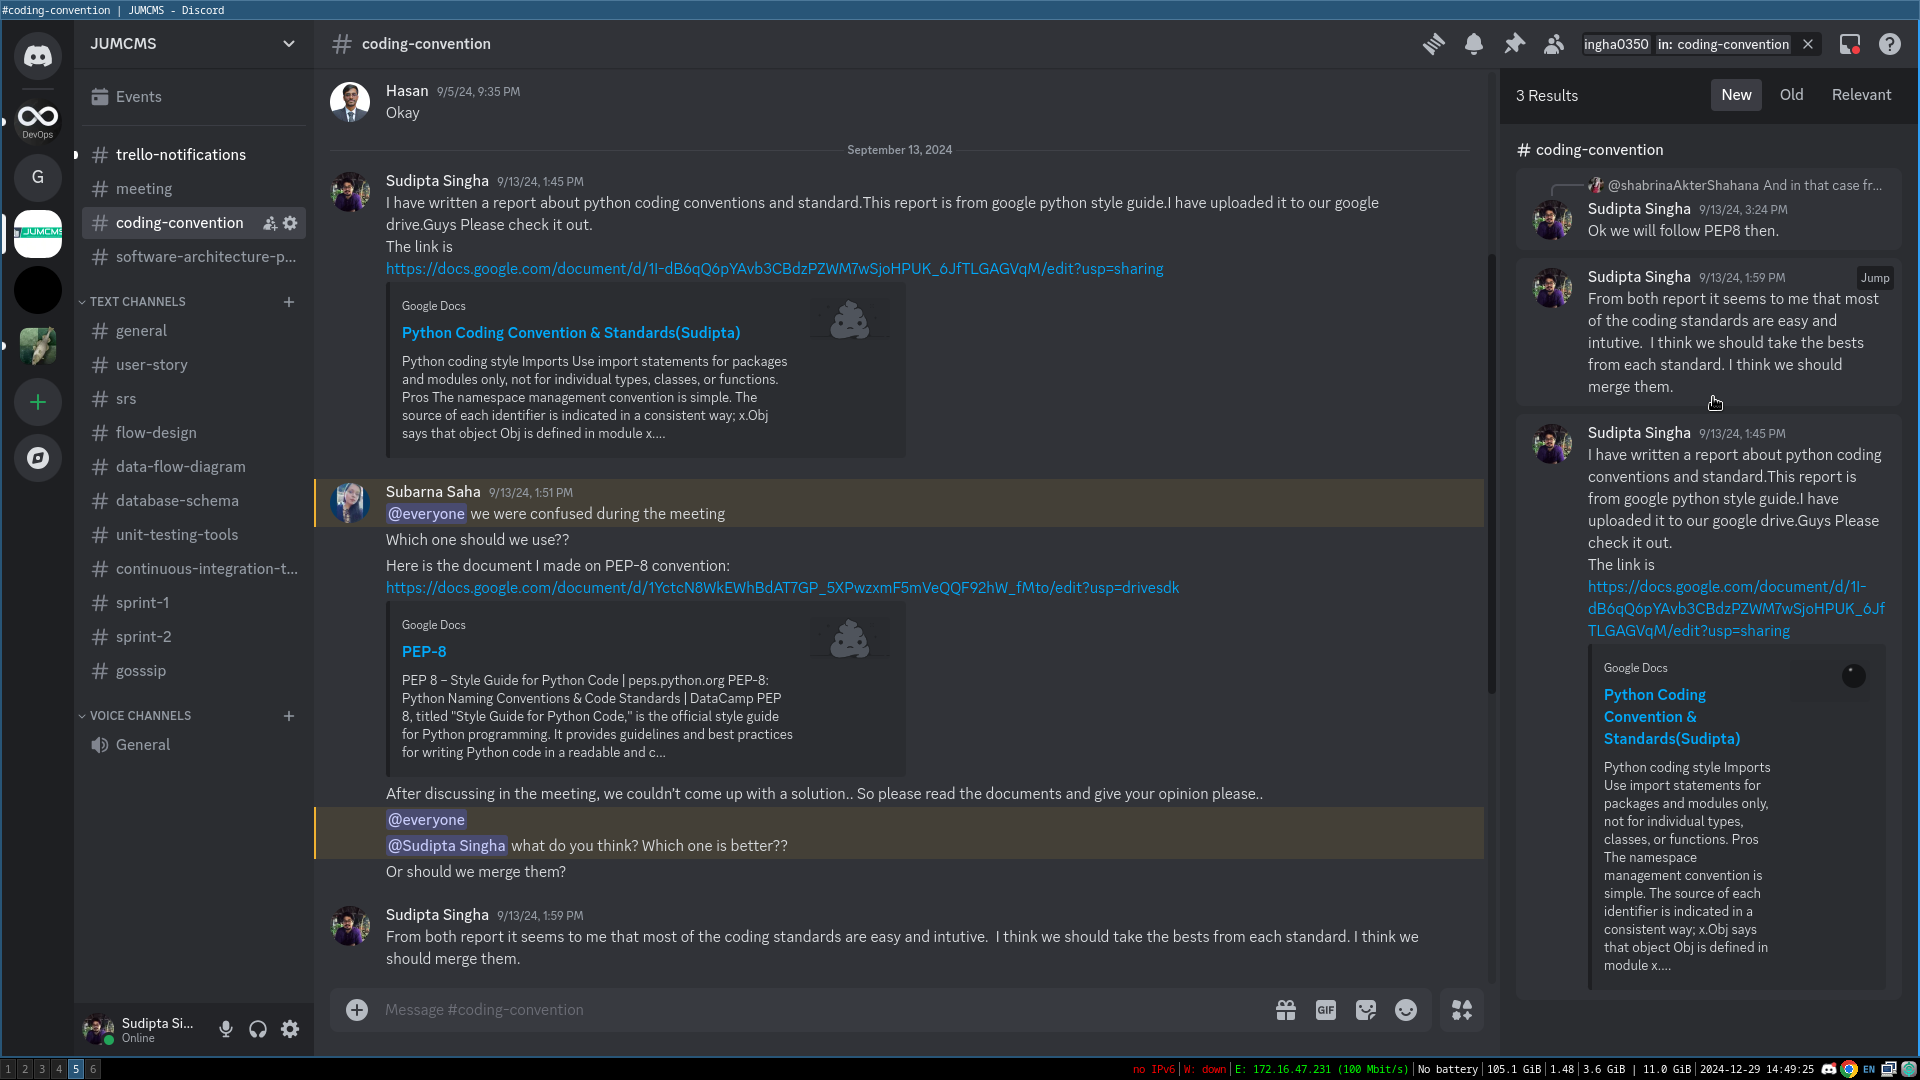 #coding-convention | JUMCMS - Discord
JUMCMS
Events
trello-notifications
meeting
coding-convention
software-architecture-p...
TEXT CHANNELS
general
user-story
srs
flow-design
data-flow-diagram
database-schema
unit-testing-tools
continuous-integration-t...
sprint-1
sprint-2
gosssip
VOICE CHANNELS
General
DevOps
G
JUMCMS
Sudipta Si...
Online
coding-convention
ingha0350 in: coding-convention
Hasan 9/5/24, 9:35 PM
Okay
September 13, 2024
Sudipta Singha 9/13/24, 1:45 PM
I have written a report about python coding conventions and standard.This report is from google python style guide.I have uploaded it to our google
drive.Guys Please check it out.
The link is
https://docs.google.com/document/d/1I-dB6qQ6pYAvb3CBdzPZWM7wSjoHPUK_6JfTLGAGVqM/edit?usp=sharing
Google Docs
Python Coding Convention & Standards(Sudipta)
Python coding style Imports Use import statements for packages
and modules only, not for individual types, classes, or functions.
Pros The namespace management convention is simple. The
source of each identifier is indicated in a consistent way; x.Obj
says that object Obj is defined in module x....
Subarna Saha 9/13/24, 1:51 PM
@everyone we were confused during the meeting
Which one should we use??
Here is the document I made on PEP-8 convention:
https://docs.google.com/document/d/1YctcN8WkEWhBdAT7GP_5XPwzxmF5mVeQQF92hW_fMto/edit?usp=drivesdk
Google Docs
PEP-8
PEP 8 – Style Guide for Python Code | peps.python.org PEP-8:
Python Naming Conventions & Code Standards | DataCamp PEP
8, titled "Style Guide for Python Code," is the official style guide
for Python programming. It provides guidelines and best practices
for writing Python code in a readable and c...
After discussing in the meeting, we couldn't come up with a solution.. So please read the documents and give your opinion please..
@everyone
@Sudipta Singha what do you think? Which one is better??
Or should we merge them?
Sudipta Singha 9/13/24, 1:59 PM
From both report it seems to me that most of the coding standards are easy and intutive.  I think we should take the bests from each standard. I think we
should merge them.
Message #coding-convention
GIF
3 Results
New Old Relevant
# coding-convention
@shabrinaAkterShahana And in that case fr...
Sudipta Singha 9/13/24, 3:24 PM
Ok we will follow PEP8 then.
Sudipta Singha 9/13/24, 1:59 PM
Jump
From both report it seems to me that most
of the coding standards are easy and
intutive.  I think we should take the bests
from each standard. I think we should
merge them.
Sudipta Singha 9/13/24, 1:45 PM
I have written a report about python coding
conventions and standard.This report is
from google python style guide.I have
uploaded it to our google drive.Guys Please
check it out.
The link is
https://docs.google.com/document/d/1I-
dB6qQ6pYAvb3CBdzPZWM7wSjoHPUK_6Jf
TLGAGVqM/edit?usp=sharing
Google Docs
Python Coding
Convention &
Standards(Sudipta)
Python coding style Imports
Use import statements for
packages and modules only,
not for individual types,
classes, or functions. Pros
The namespace
management convention is
simple. The source of each
identifier is indicated in a
consistent way; x.Obj says
that object Obj is defined in
module x....
1 2 3 4 5 6
no IPv6 | W: down | E: 172.16.47.231 (100 Mbit/s) | No battery | 105.1 GiB | 1.48 | 3.6 GiB | 11.0 GiB | 2024-12-29 14:49:25 EN